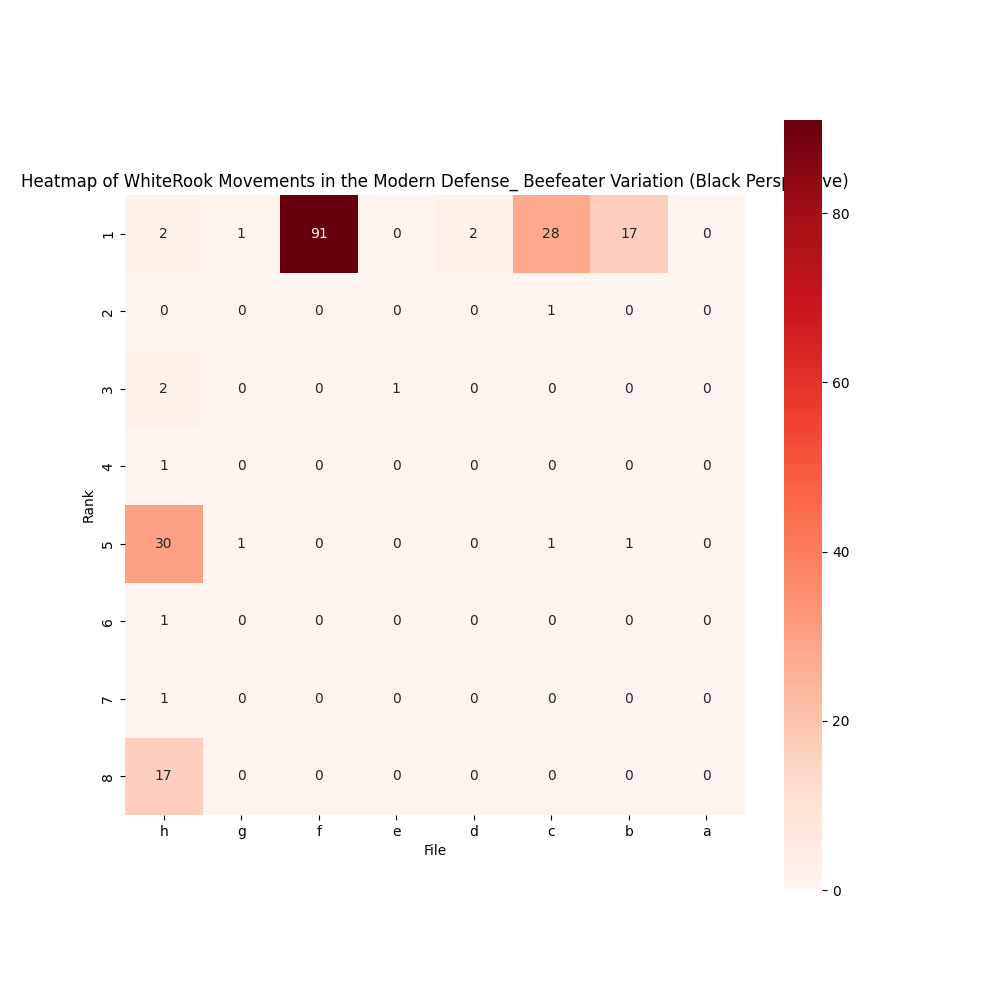 Heatmap of WhiteRook Movements in the Modern Defense_ Beefeater Variation (Black Persp ve)
1 2 1 91 0 2 28 17 0
2 0 0 0 0 0 1 0 0
3 2 0 0 1 0 0 0 0
4 1 0 0 0 0 0 0 0
Rank
5 30 1 0 0 0 1 1 0
6 1 0 0 0 0 0 0 0
7 1 0 0 0 0 0 0 0
8 17 0 0 0 0 0 0 0
h g f e d c b a
File
80
60
40
20
0